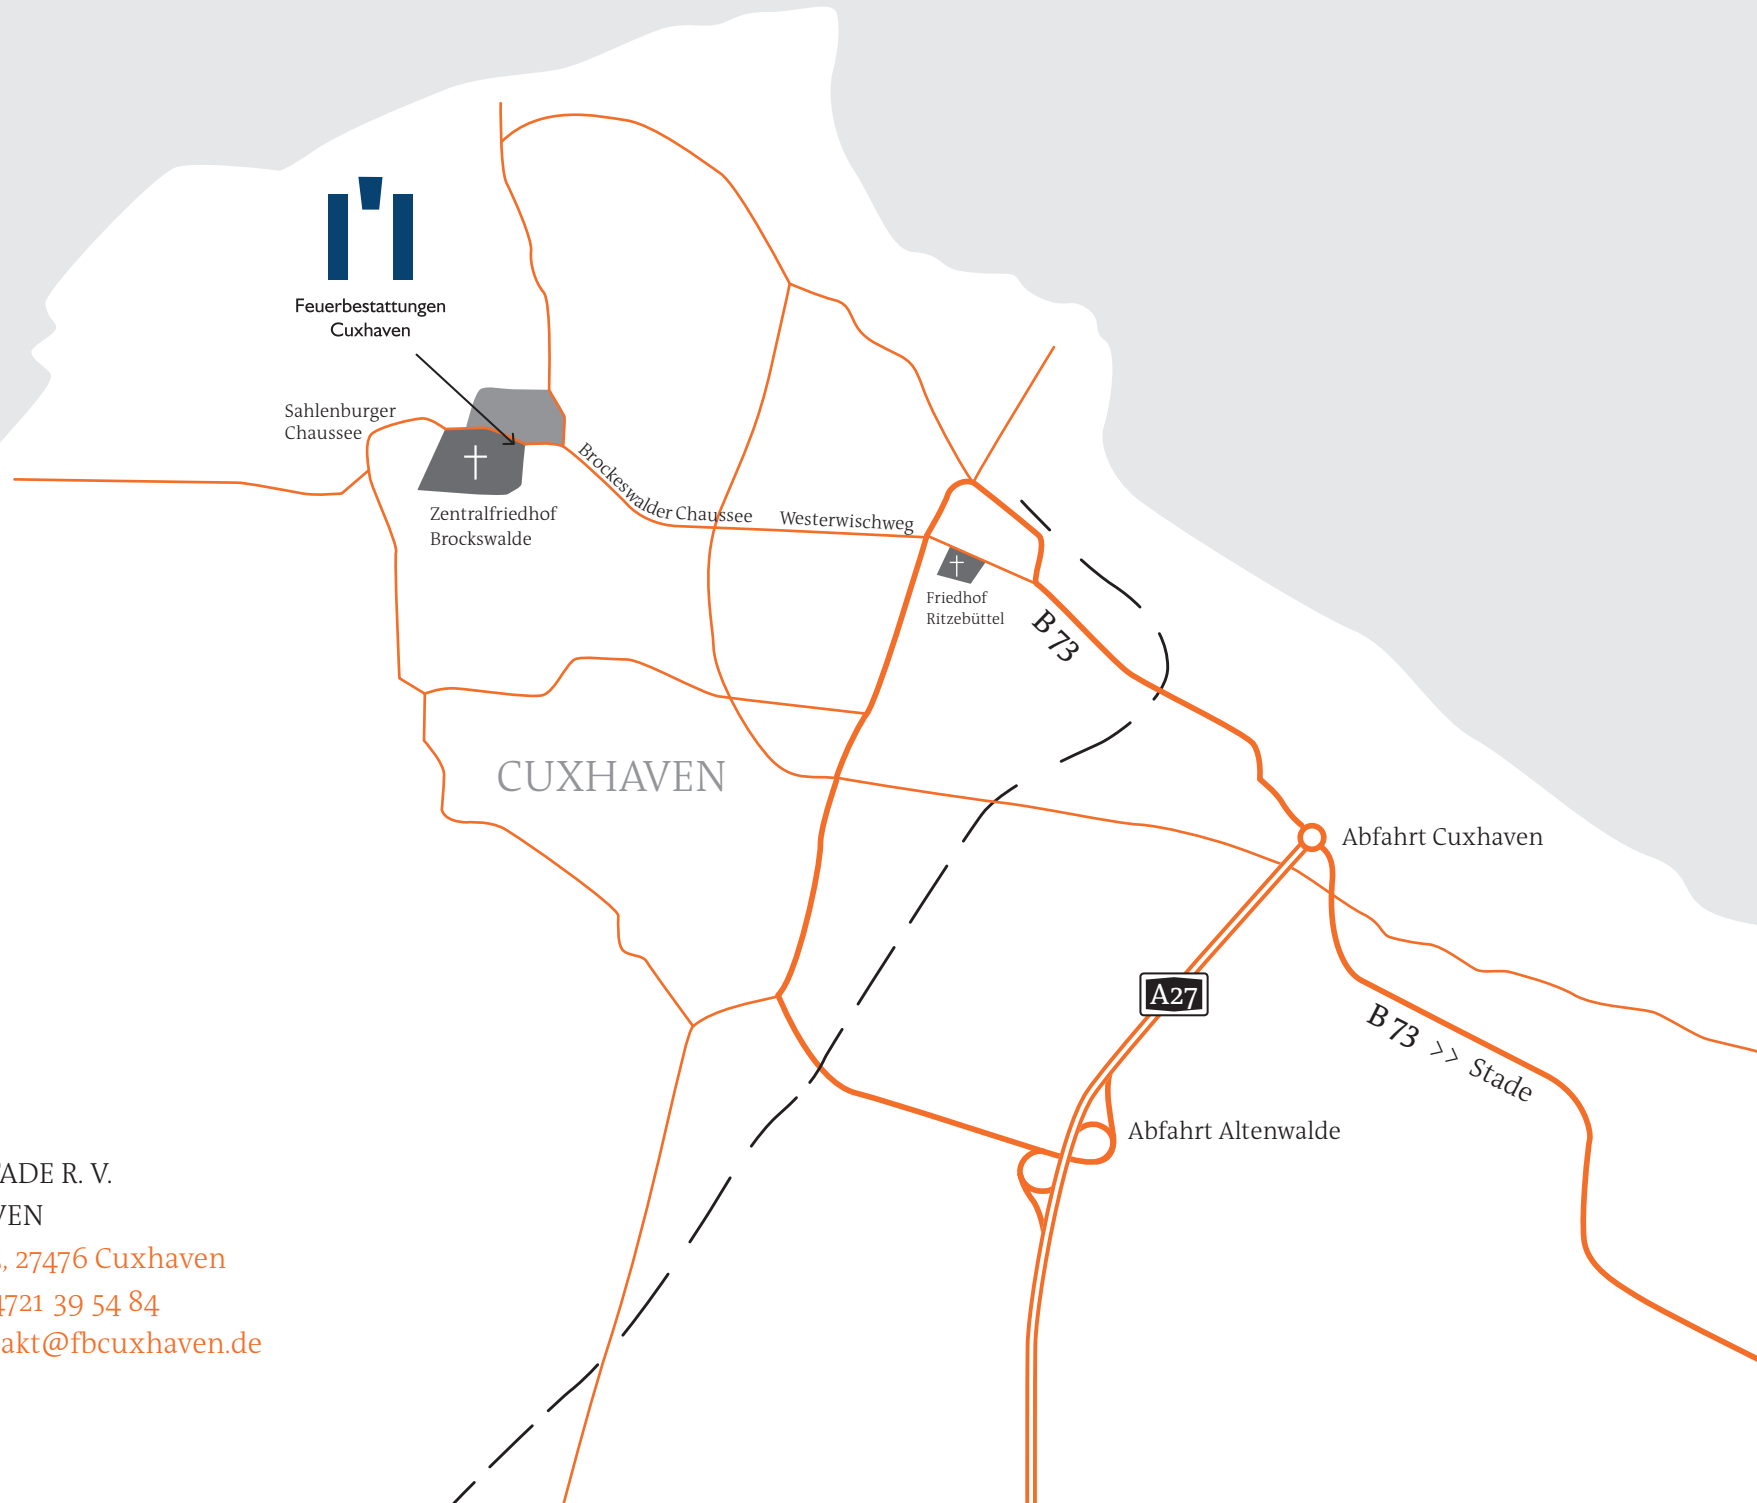 Feuerbestattungen
Cuxhaven
Sahlenburger
Chaussee
Brockeswalder Chaussee
Westerwischweg
Zentralfriedhof
Brockswalde
Friedhof
Ritzebüttel
B 73
CUXHAVEN
Abfahrt Cuxhaven
A27
B 73 >> Stade
Abfahrt Altenwalde
TADE R. V.
VEN
, 27476 Cuxhaven
4721 39 54 84
akt@fbcuxhaven.de